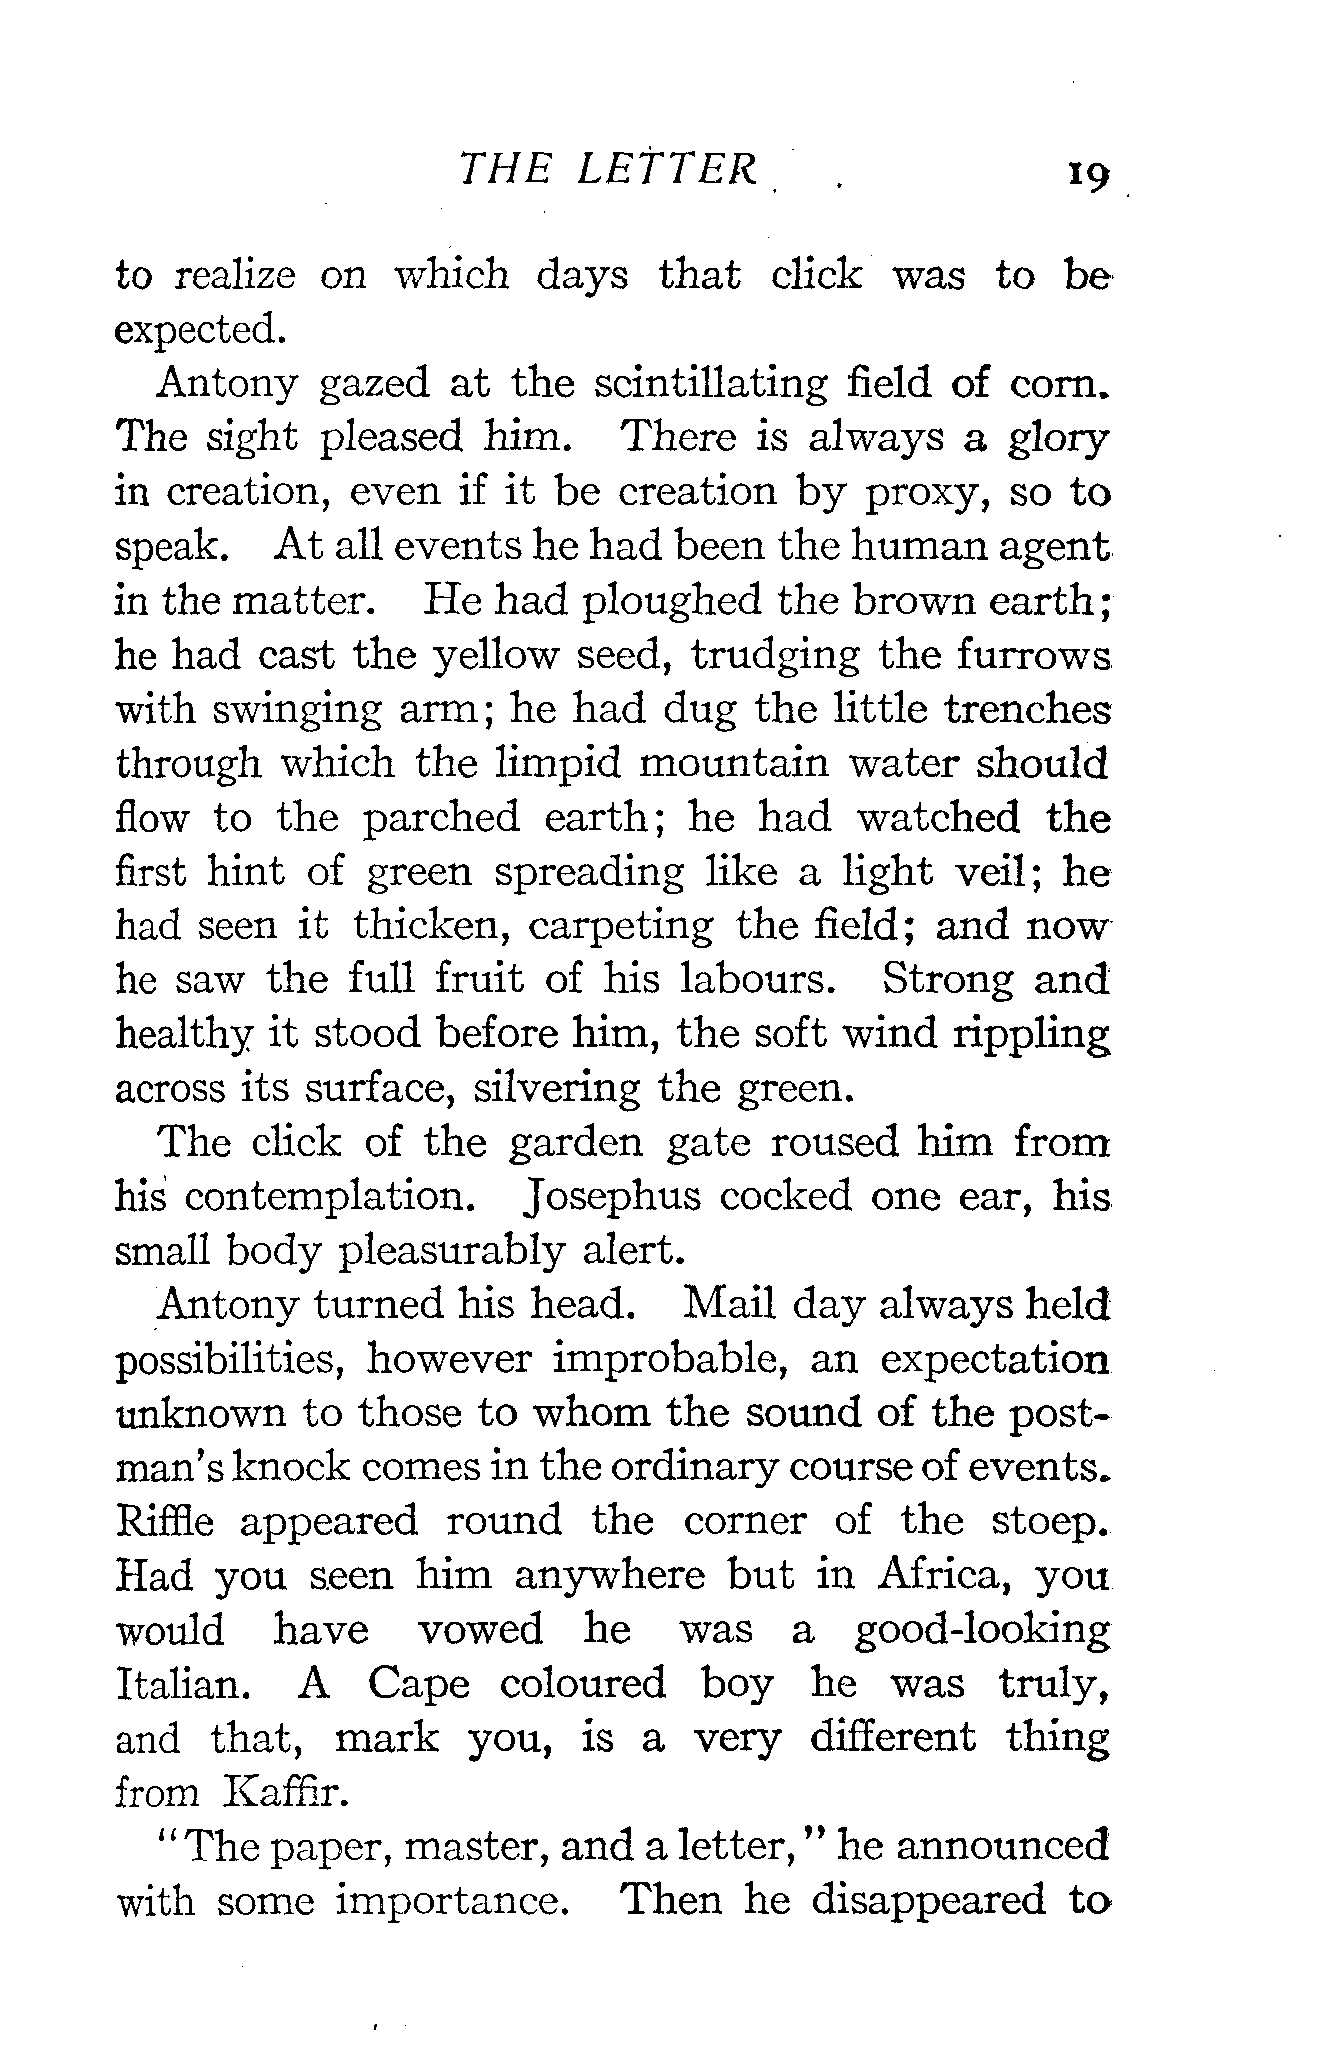 THE LETTER 19
to realize on which days that click was to be
expected.
Antony gazed at the scintillating field of corn.
The sight pleased him. There is always a glory
in creation, even if it be creation by proxy, so to
speak. At all events he had been the human agent
in the matter. He had ploughed the brown earth;
he had cast the yellow seed, trudging the furrows
with swinging arm; he had dug the little trenches
through which the limpid mountain water should
flow to the parched earth; he had watched the
first hint of green spreading like a light veil; he
had seen it thicken, carpeting the field; and now
he saw the full fruit of his labours. Strong and
healthy it stood before him, the soft wind rippling
across its surface, silvering the green.
The click of the garden gate roused him from
his contemplation. Josephus cocked one ear, his
small body pleasurably alert.
Antony turned his head. Mail day always held
possibilities, however improbable, an expectation
unknown to those to whom the sound of the post-
man's knock comes in the ordinary course of events.
Riffle appeared round the corner of the stoep.
Had you seen him anywhere but in Africa, you
would have vowed he was a good-looking
Italian. A Cape coloured boy he was truly,
and that, mark you, is a very different thing
from Kaffir.
"The paper, master, and a letter," he announced
with some importance. Then he disappeared to